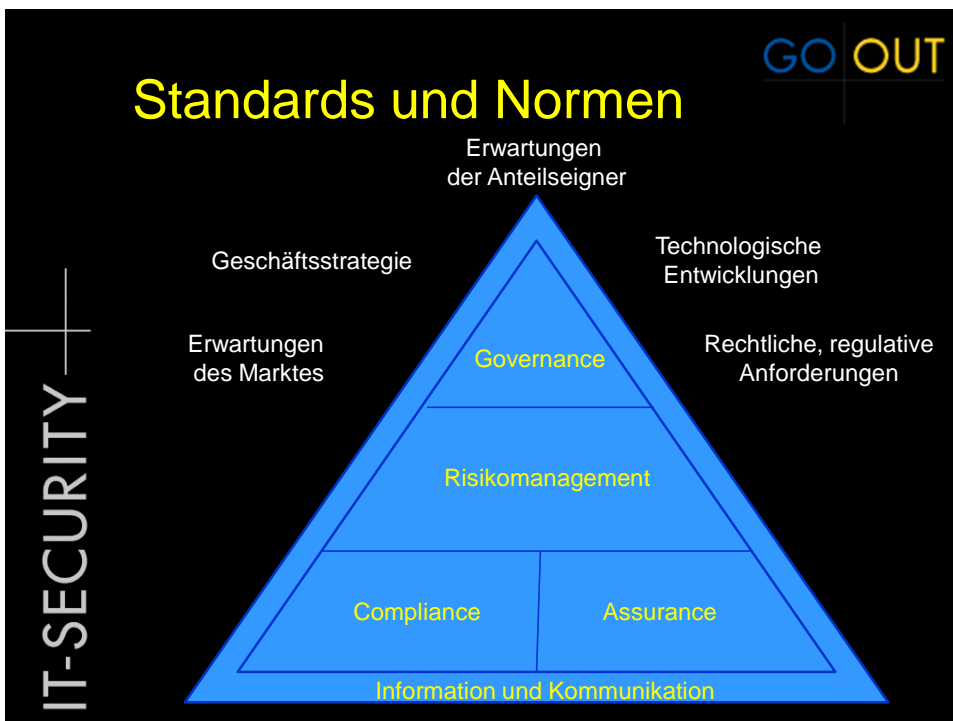 GO OUT
Standards und Normen
Erwartungen
der Anteilseigner
Geschäftsstrategie
Technologische
Entwicklungen
Erwartungen
des Marktes
Rechtliche, regulative
Anforderungen
Governance
Risikomanagement
Compliance
Assurance
Information und Kommunikation
IT-SECURITY